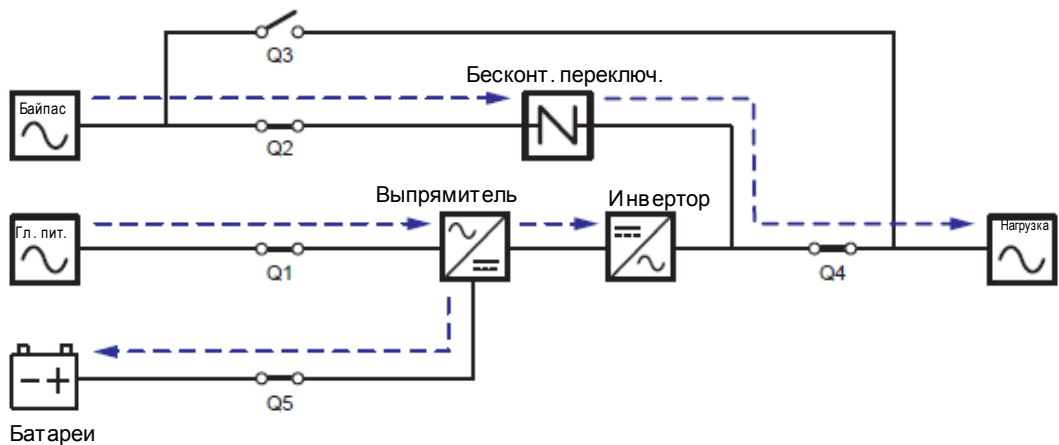 Q3
Бесконт. переключ.
Байпас
Q2
Выпрямитель
Инвертор
Гл. пит.
Нагрузка
Q1
Q4
Q5
Батареи